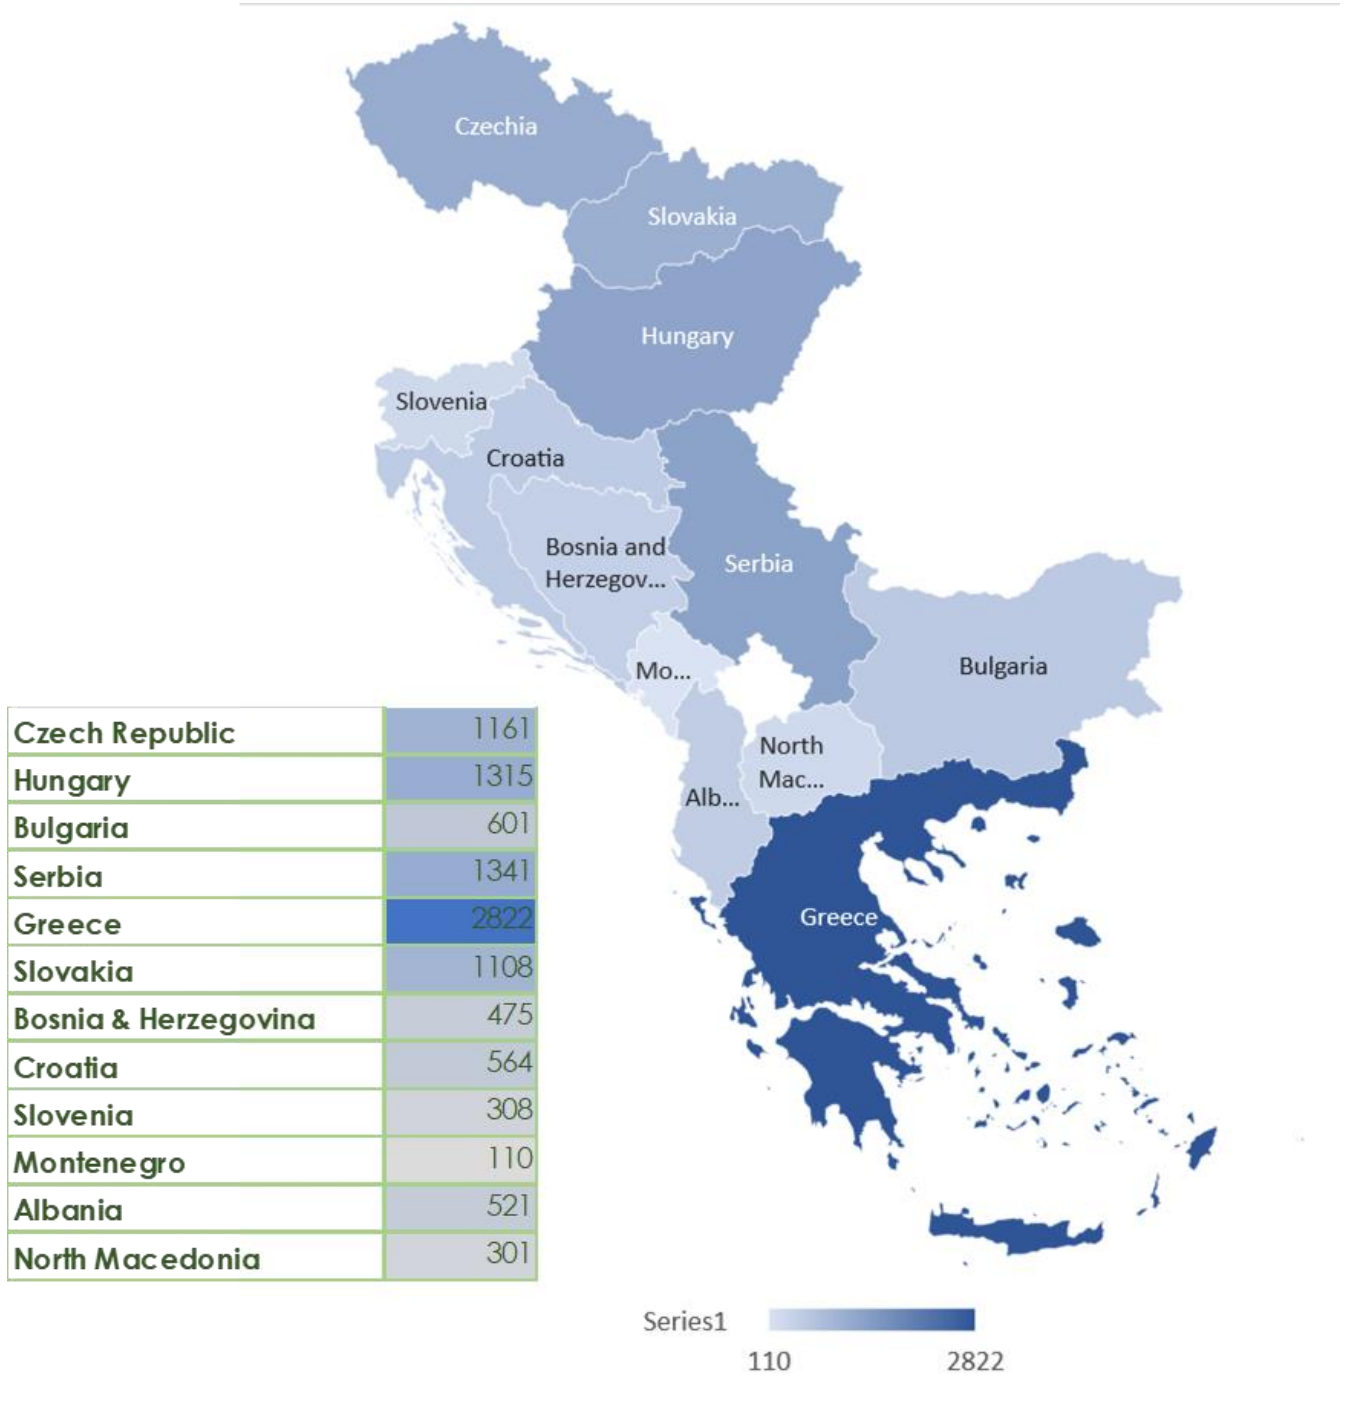 Czechia
Slovakia
Hungary
Slovenia
Croatia
Bosnia and
Herzegov...
Serbia
Mo...
Bulgaria
North
Mac...
Alb...
Greece
Czech Republic 1161
Hungary 1315
Bulgaria 601
Serbia 1341
Greece 2822
Slovakia 1108
Bosnia & Herzegovina 475
Croatia 564
Slovenia 308
Montenegro 110
Albania 521
North Macedonia 301
Series1
110 2822